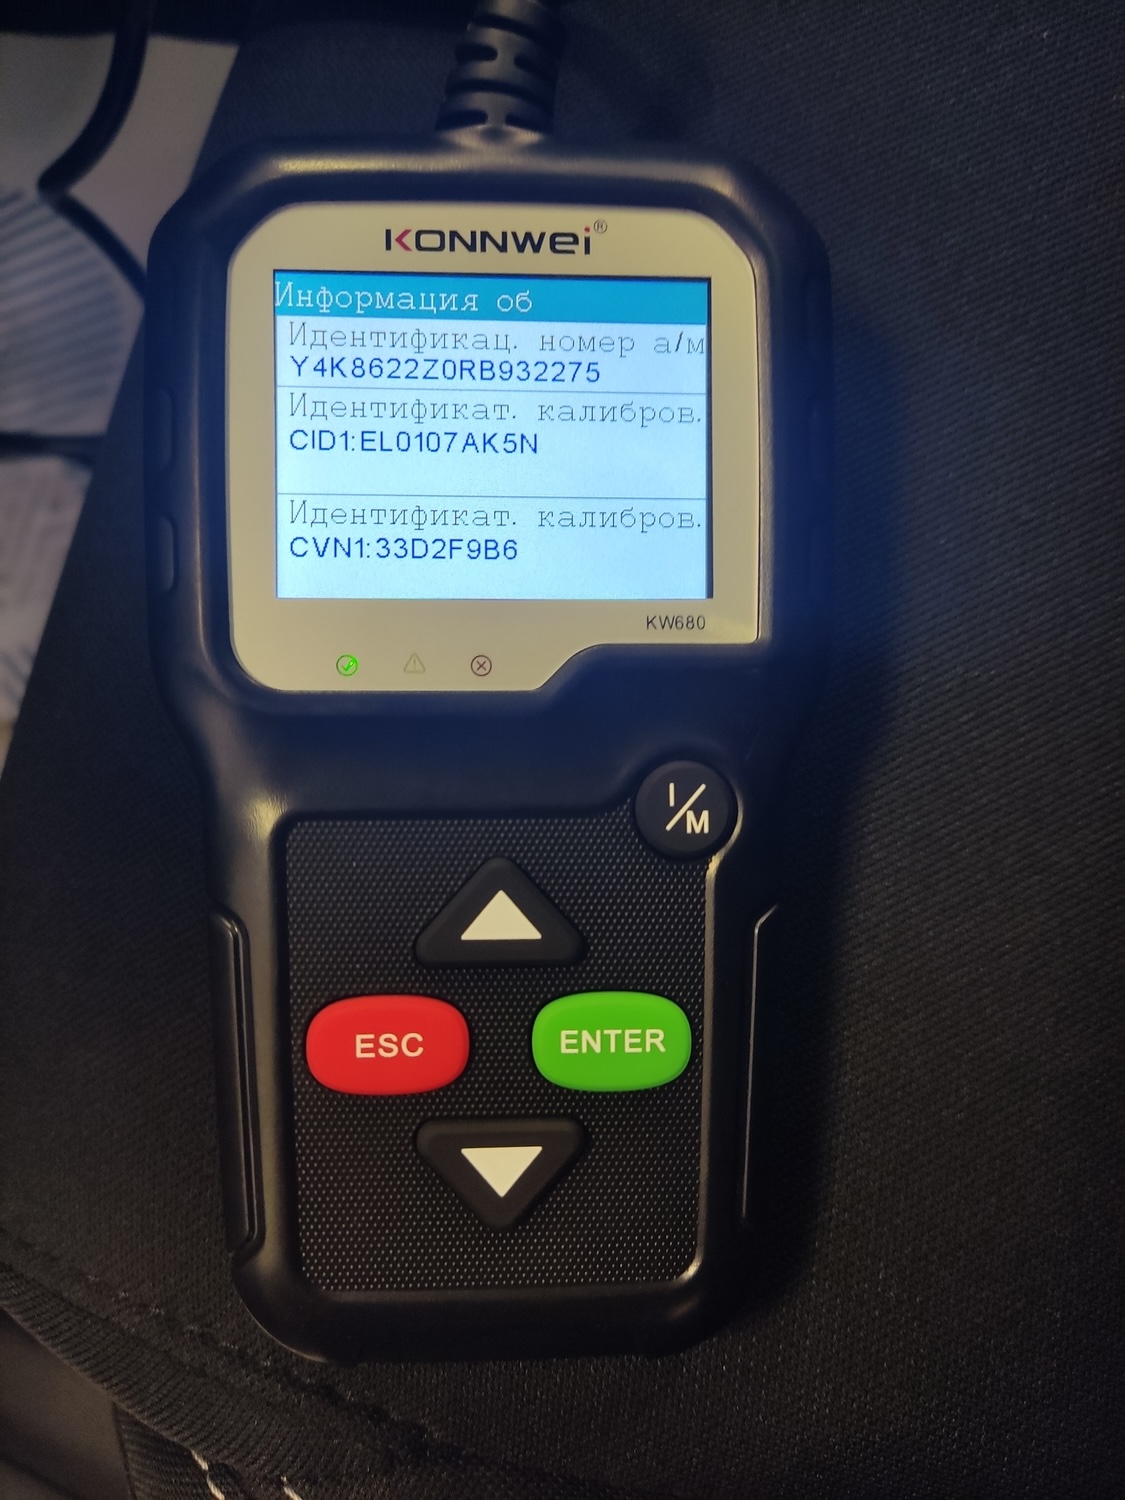 KONNWEI®
Информация об
Идентификац. номер а/м
Y4K8622Z0RB932275
Идентификат. калибров.
CID1:EL0107AK5N
Идентификат. калибров.
CVN1:33D2F9B6
KW680
I/M
ESC
ENTER